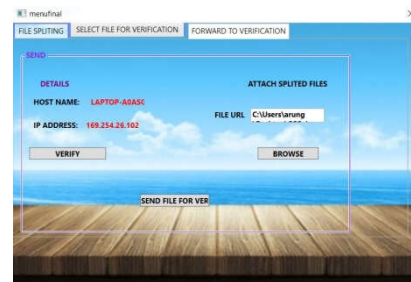 menufinal
FILE SPLITING SELECT FILE FOR VERIFICATION FORWARD TO VERIFICATION
SEND
DETAILS ATTACH SPLITED FILES
HOST NAME: LAPTOP-A0ASC
FILE URL C:\Users\arung
IP ADDRESS: 169.254.26.102
VERIFY BROWSE
SEND FILE FOR VER